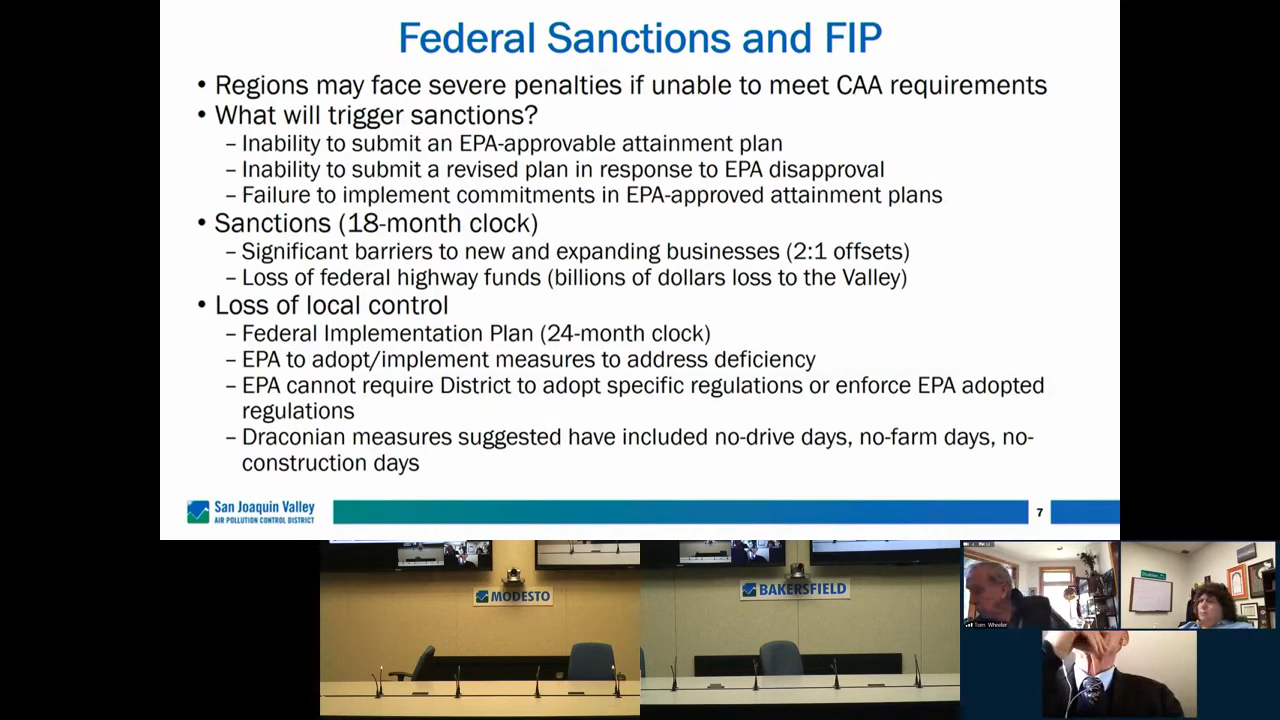 Federal Sanctions and FIP
• Regions may face severe penalties if unable to meet CAA requirements
• What will trigger sanctions?
– Inability to submit an EPA-approvable attainment plan
– Inability to submit a revised plan in response to EPA disapproval
– Failure to implement commitments in EPA-approved attainment plans
• Sanctions (18-month clock)
– Significant barriers to new and expanding businesses (2:1 offsets)
– Loss of federal highway funds (billions of dollars loss to the Valley)
• Loss of local control
– Federal Implementation Plan (24-month clock)
– EPA to adopt/implement measures to address deficiency
– EPA cannot require District to adopt specific regulations or enforce EPA adopted
regulations
– Draconian measures suggested have included no-drive days, no-farm days, no-
construction days
San Joaquin Valley
AIR POLLUTION CONTROL DISTRICT
7
MODESTO
BAKERSFIELD
Tom Wheeler